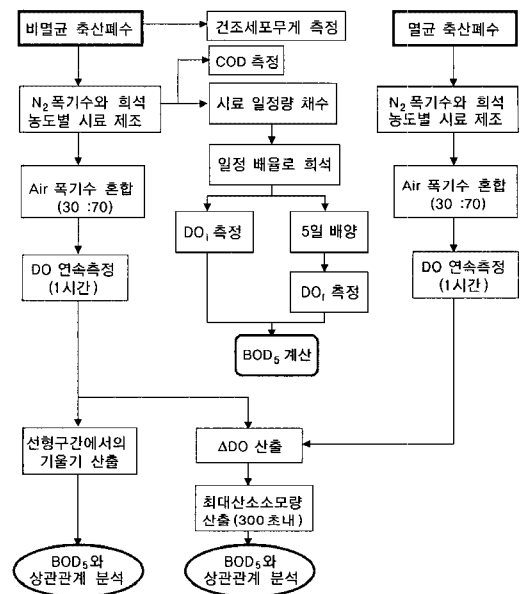 비멸균 축산폐수
건조세포무게 측정
멸균 축산폐수
COD 측정
N₂폭기수와 희석
농도별 시료 제조
시료 일정량 채수
N₂폭기수와 희석
농도별 시료 제조
일정 배율로 희석
Air 폭기수 혼합
(30 :70)
Air 폭기수 혼합
(30 :70)
DOᵢ 측정
5일 배양
DO 연속측정
(1시간)
DO 연속측정
(1시간)
DOf 측정
BOD₅ 계산
선형구간에서의
기울기 산출
ΔDO 산출
최대산소소모량
산출(300초내)
BOD₅와
상관관계 분석
BOD₅와
상관관계 분석